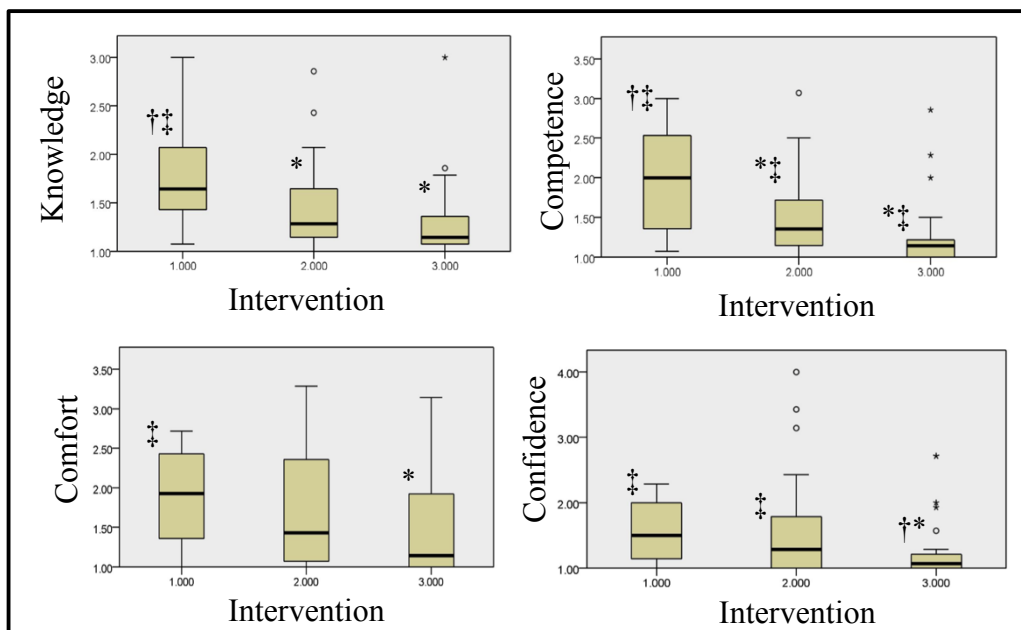 Knowledge
3.00
2.50
2.00
1.50
1.00
†‡
*
*
1.000 2.000 3.000
Intervention
Competence
3.50
3.00
2.50
2.00
1.50
1.00
†‡
*‡
*‡
1.000 2.000 3.000
Intervention
Comfort
3.50
3.00
2.50
2.00
1.50
1.00
‡
*
1.000 2.000 3.000
Intervention
Confidence
4.00
3.00
2.00
1.00
‡
‡
†*
1.000 2.000 3.000
Intervention